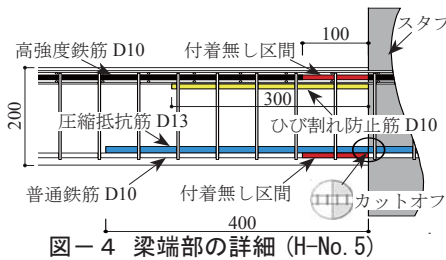 100
スタブ
高強度鉄筋 D10
付着無し区間
300
200
圧縮抵抗筋 D13
ひび割れ防止筋 D10
普通鉄筋 D10
付着無し区間
カットオフ
400
図－4 梁端部の詳細 (H-No. 5)